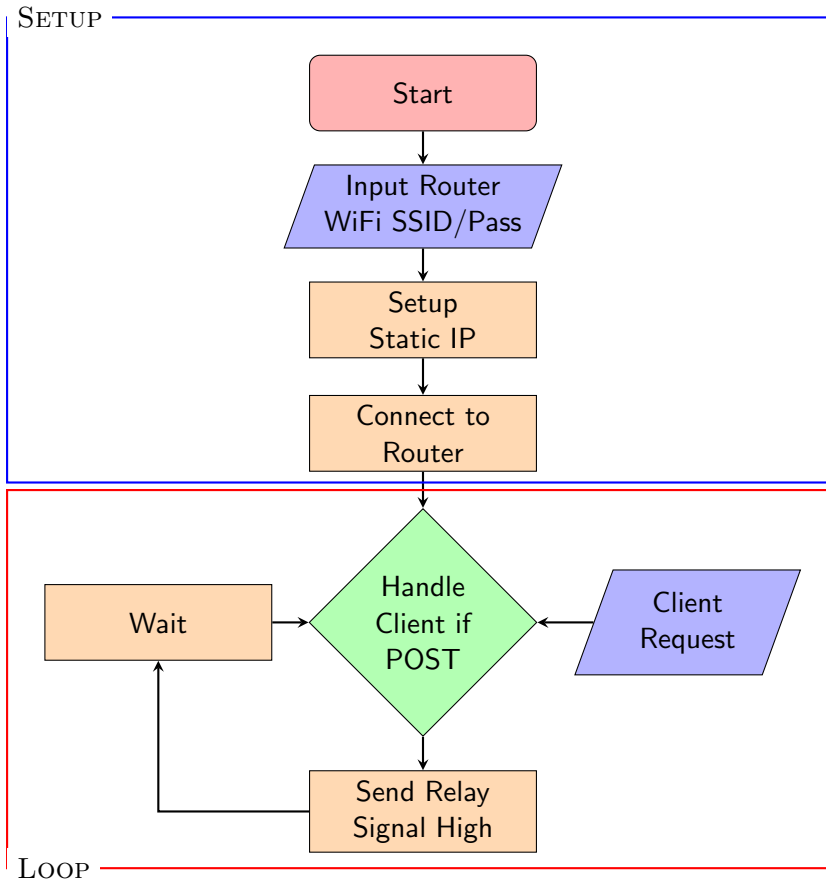 SETUP
Start
Input Router
WiFi SSID/Pass
Setup
Static IP
Connect to
Router
Handle
Client if
POST
Wait
Client
Request
Send Relay
Signal High
LOOP